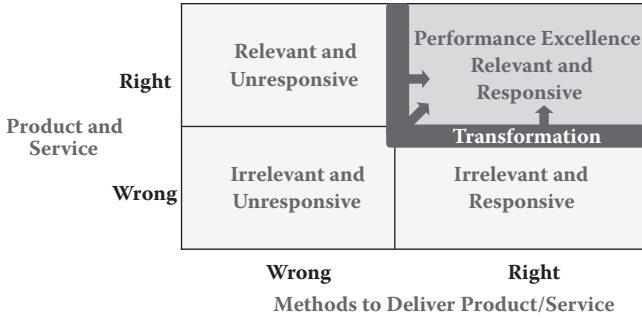 Performance Excellence
Relevant and
Unresponsive
Relevant and
Responsive
Right
Product and
Service
Transformation
Wrong
Irrelevant and
Unresponsive
Irrelevant and
Responsive
Wrong
Right
Methods to Deliver Product/Service